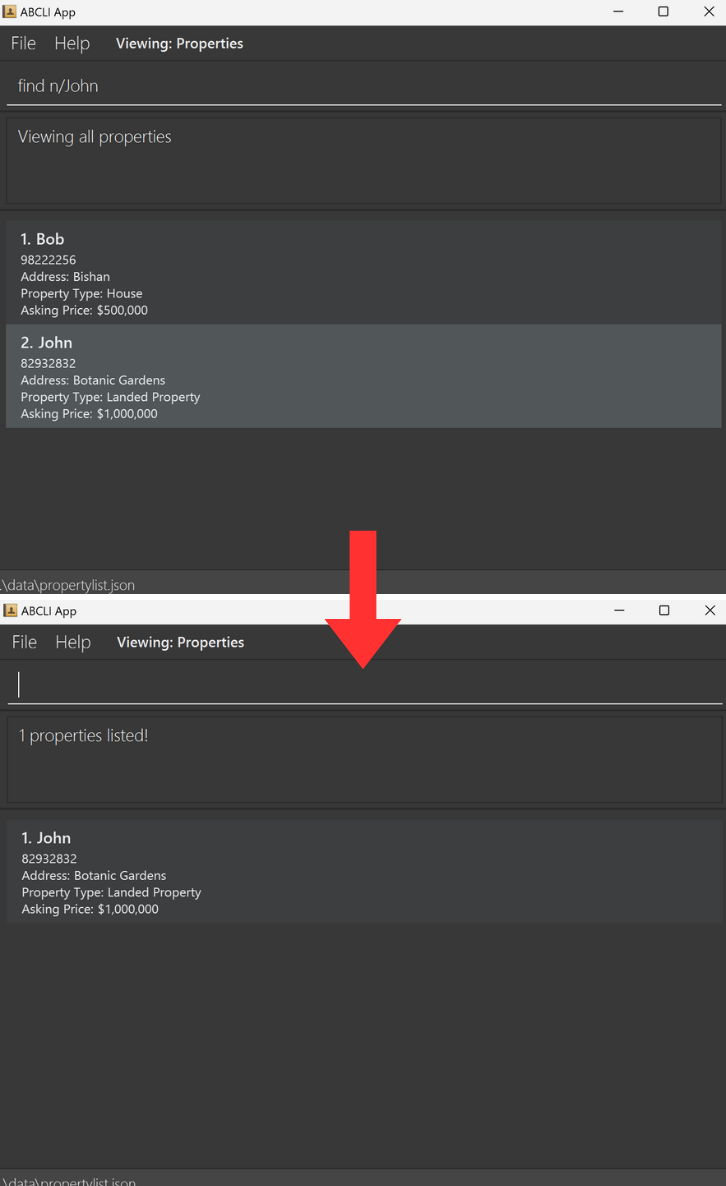 ABCLI App
File Help Viewing: Properties
find n/John
Viewing all properties
1. Bob
98222256
Address: Bishan
Property Type: House
Asking Price: $500,000
2. John
82932832
Address: Botanic Gardens
Property Type: Landed Property
Asking Price: $1,000,000
.\data\propertylist.json
ABCLI App
File Help Viewing: Properties
1 properties listed!
1. John
82932832
Address: Botanic Gardens
Property Type: Landed Property
Asking Price: $1,000,000
.\data\propertylist.json